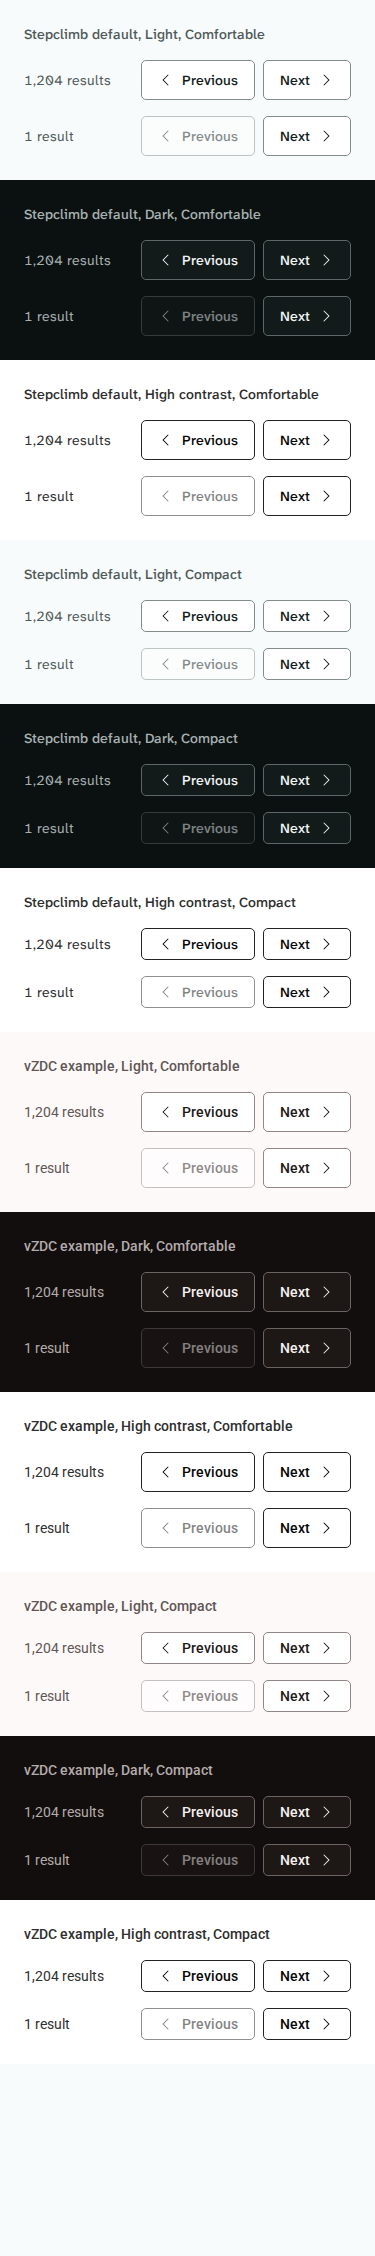 Stepclimb default, Light, Comfortable
1,204 results Previous Next
1 result Previous Next
Stepclimb default, Dark, Comfortable
1,204 results Previous Next
1 result Previous Next
Stepclimb default, High contrast, Comfortable
1,204 results Previous Next
1 result Previous Next
Stepclimb default, Light, Compact
1,204 results Previous Next
1 result Previous Next
Stepclimb default, Dark, Compact
1,204 results Previous Next
1 result Previous Next
Stepclimb default, High contrast, Compact
1,204 results Previous Next
1 result Previous Next
vZDC example, Light, Comfortable
1,204 results Previous Next
1 result Previous Next
vZDC example, Dark, Comfortable
1,204 results Previous Next
1 result Previous Next
vZDC example, High contrast, Comfortable
1,204 results Previous Next
1 result Previous Next
vZDC example, Light, Compact
1,204 results Previous Next
1 result Previous Next
vZDC example, Dark, Compact
1,204 results Previous Next
1 result Previous Next
vZDC example, High contrast, Compact
1,204 results Previous Next
1 result Previous Next